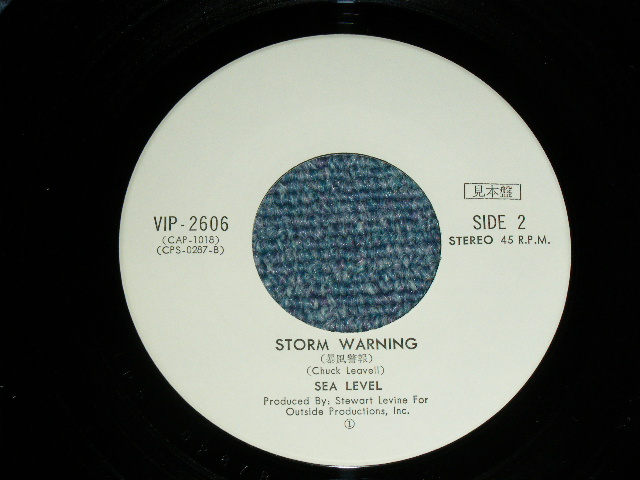 見本盤
VIP-2606
(CAP-1018)
(CPS-0287-B)
SIDE 2
STEREO 45 R.P.M.
STORM WARNING
(暴風警報)
(Chuck Leavell)
SEA LEVEL
Produced By: Stewart Levine For
Outside Productions, Inc.
①